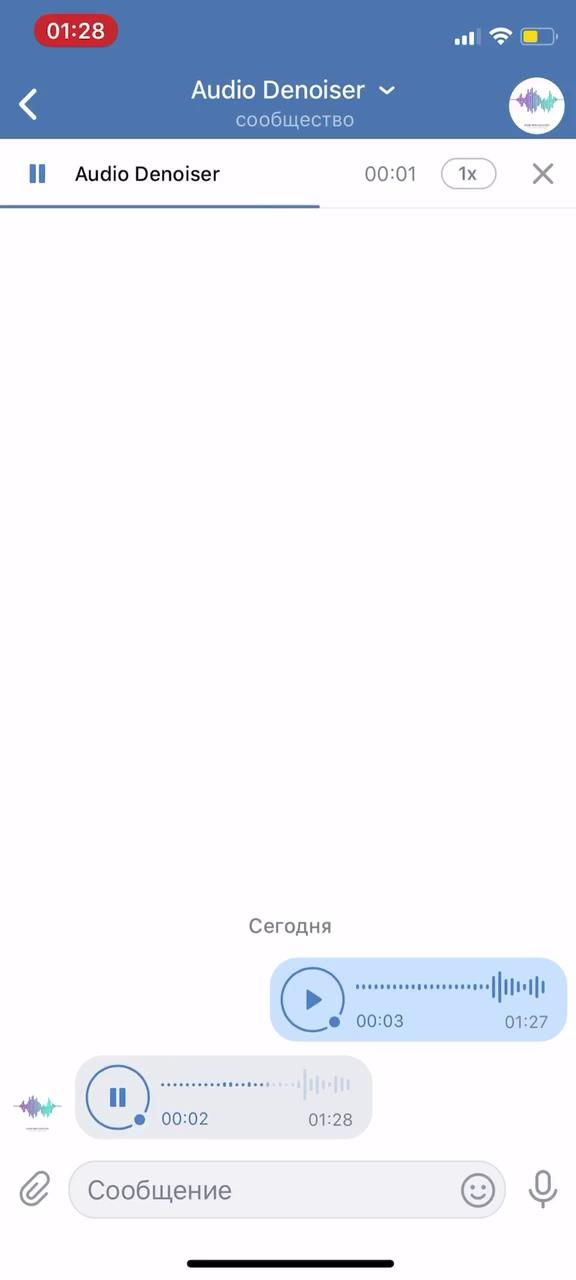 01:28
Audio Denoiser
сообщество
Audio Denoiser 00:01 1x
Сегодня
00:03 01:27
00:02 01:28
Сообщение